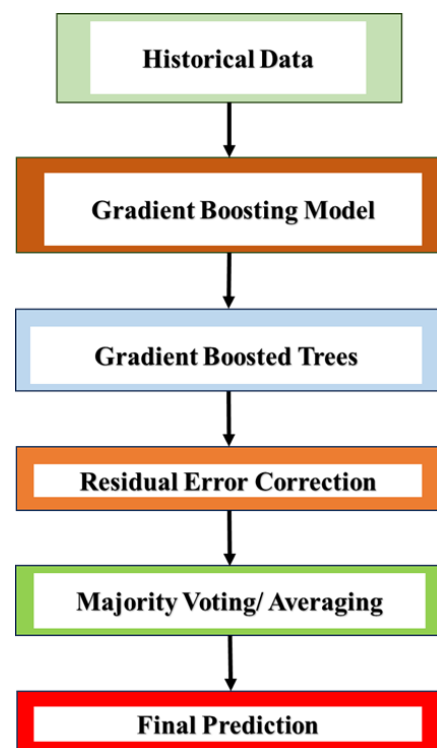 Historical Data
Gradient Boosting Model
Gradient Boosted Trees
Residual Error Correction
Majority Voting/ Averaging
Final Prediction